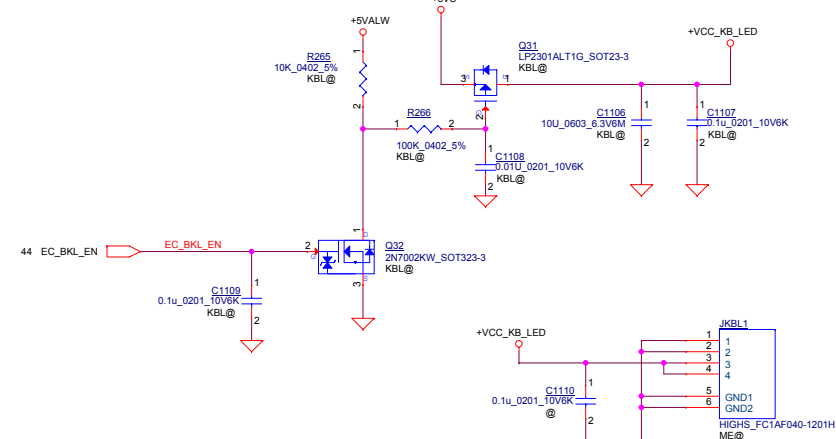 +5VS
+5VALW
R265
10K_0402_5%
KBL@
1
2
Q31
LP2301ALT1G_SOT23-3
KBL@
3
1
2
+VCC_KB_LED
R266
1
2
100K_0402_5%
KBL@
C1106
10U_0603_6.3V6M
KBL@
1
2
C1107
0.1u_0201_10V6K
KBL@
1
2
C1108
0.01U_0201_10V6K
KBL@
1
2
44 EC_BKL_EN
EC_BKL_EN
2
1
3
D
G
S
Q32
2N7002KW_SOT323-3
KBL@
C1109
0.1u_0201_10V6K
KBL@
1
2
+VCC_KB_LED
C1110
0.1u_0201_10V6K
@
1
2
JKBL1
1
2
3
4
5
6
1
2
3
4
GND1
GND2
HIGHS_FC1AF040-1201H
ME@